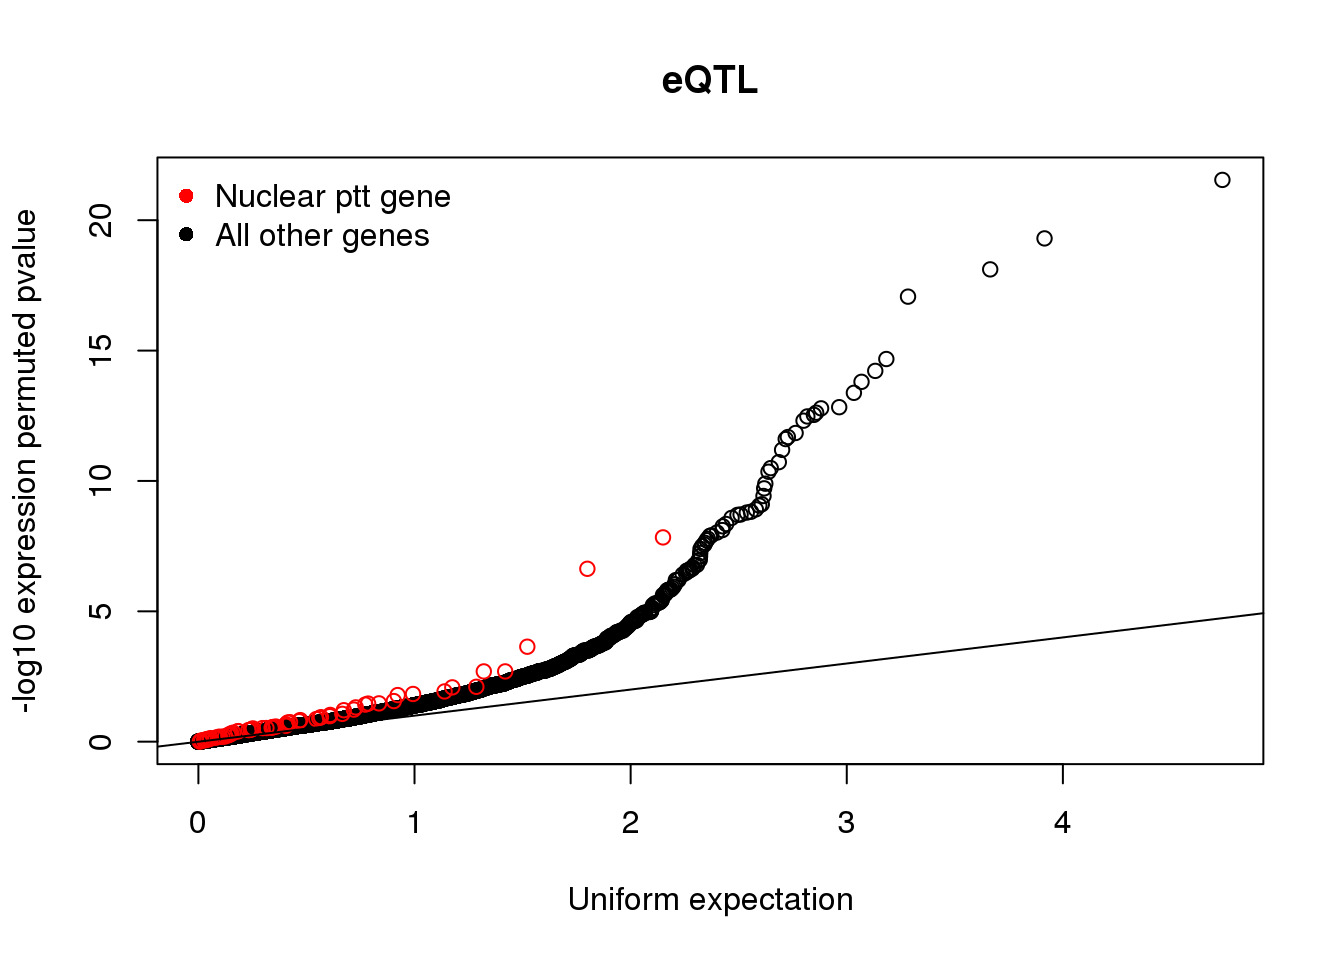 eQTL
Nuclear ptt gene
All other genes
-log10 expression permuted pvalue
20
15
10
5
0
0 1 2 3 4
Uniform expectation